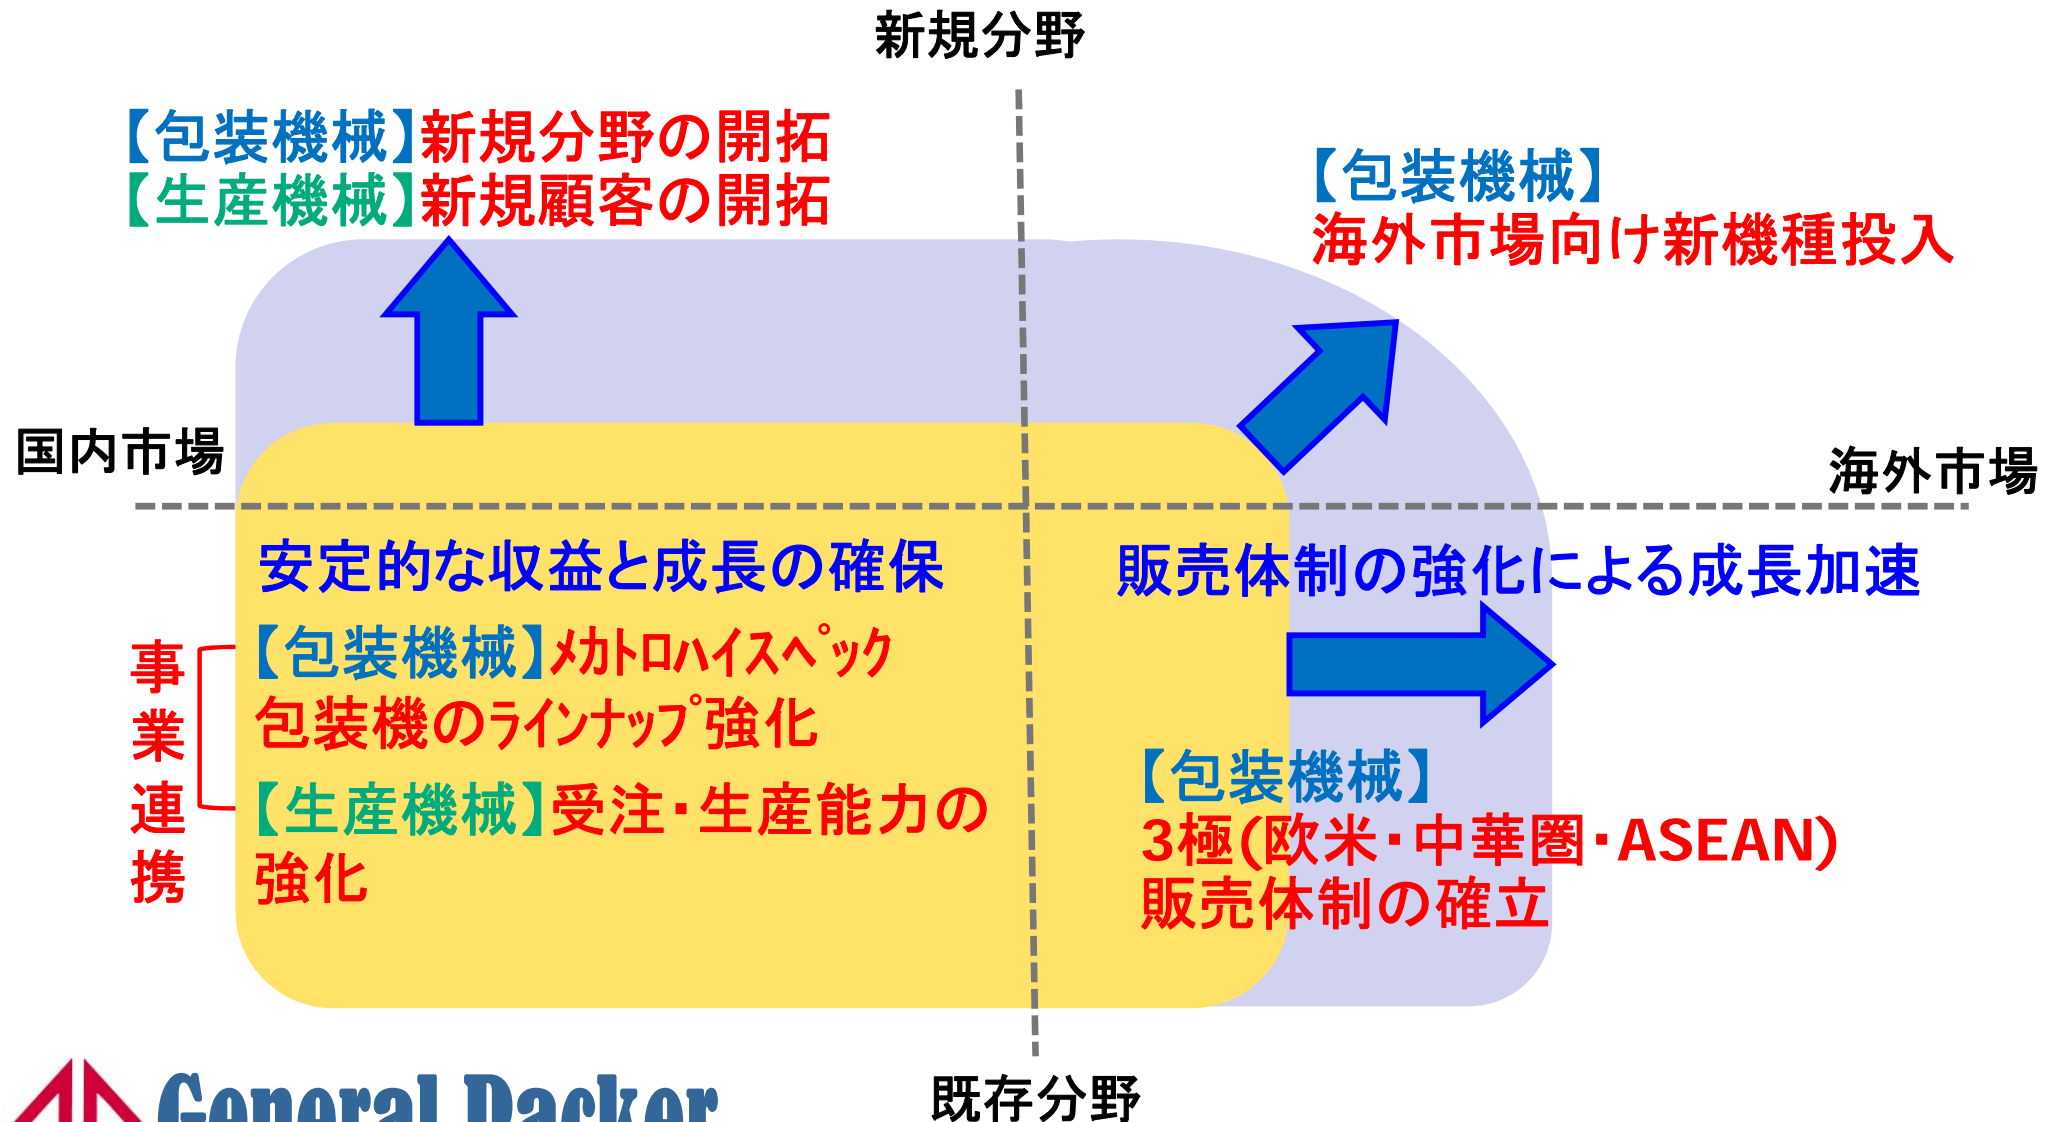 新規分野
【包装機械】新規分野の開拓
【生産機械】新規顧客の開拓
【包装機械】
海外市場向け新機種投入
国内市場
海外市場
安定的な収益と成長の確保
販売体制の強化による成長加速
事業連携
【包装機械】ﾒｶﾄﾛﾊｲｽﾍﾟｯｸ
包装機のﾗｲﾝﾅｯﾌﾟ強化
【生産機械】受注・生産能力の
強化
【包装機械】
3極(欧米・中華圏・ASEAN)
販売体制の確立
既存分野
General Packer